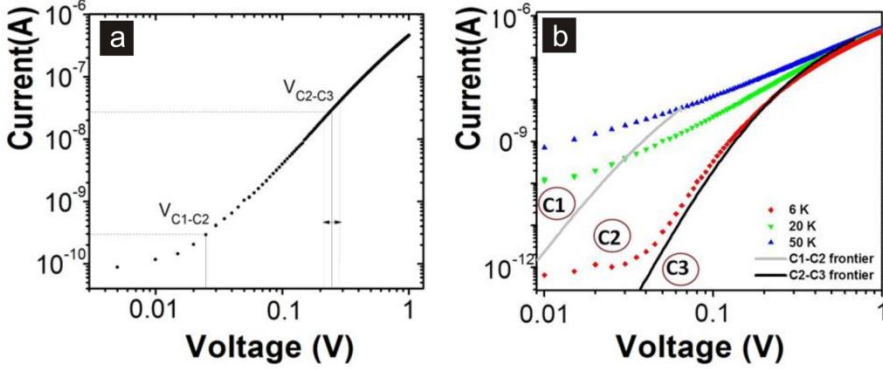 a
Current(A)
10⁻⁶
10⁻⁷
10⁻⁸
10⁻⁹
10⁻¹⁰
V_C2-C3
V_C1-C2
0.01
0.1
1
Voltage (V)
b
Current(A)
10⁻⁶
10⁻⁹
10⁻¹²
C1
C2
C3
6 K
20 K
50 K
C1-C2 frontier
C2-C3 frontier
0.01
0.1
1
Voltage (V)